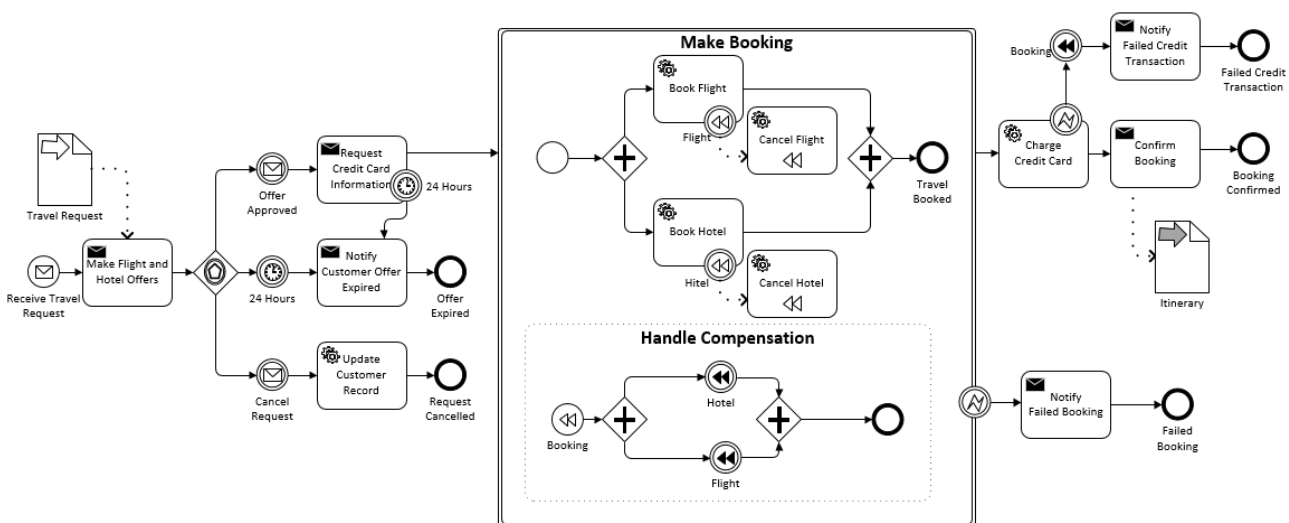 Travel Request
Receive Travel
Request
Make Flight and
Hotel Offers
Offer
Approved
Request
Credit Card
Information
24 Hours
24 Hours
Notify
Customer Offer
Expired
Offer
Expired
Cancel
Request
Update
Customer
Record
Request
Cancelled
Make Booking
Book Flight
Flight
Cancel Flight
Book Hotel
Hitel
Cancel Hotel
Travel
Booked
Handle Compensation
Booking
Hotel
Flight
Booking
Notify
Failed Credit
Transaction
Failed Credit
Transaction
Charge
Credit Card
Confirm
Booking
Booking
Confirmed
Itinerary
Notify
Failed Booking
Failed
Booking